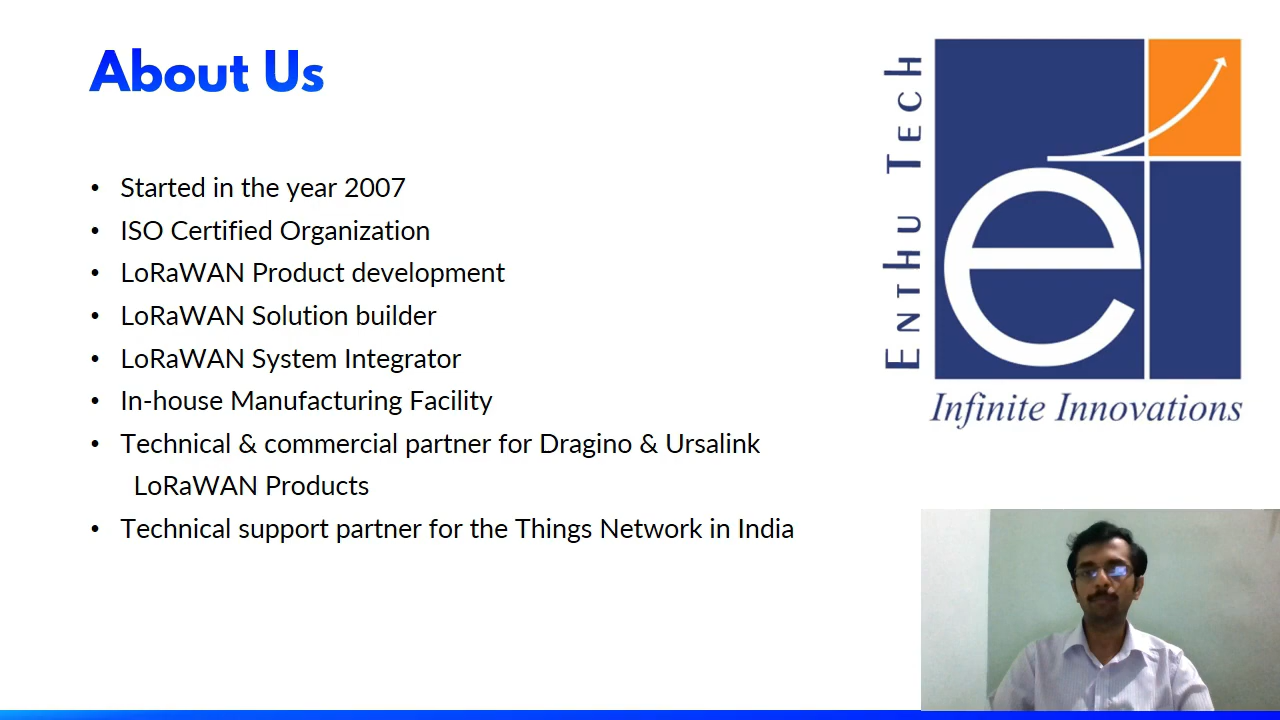 About Us
• Started in the year 2007
• ISO Certified Organization
• LoRaWAN Product development
• LoRaWAN Solution builder
• LoRaWAN System Integrator
• In-house Manufacturing Facility
• Technical & commercial partner for Dragino & Ursalink
LoRaWAN Products
• Technical support partner for the Things Network in India
ENTHU TECH
e
Infinite Innovations